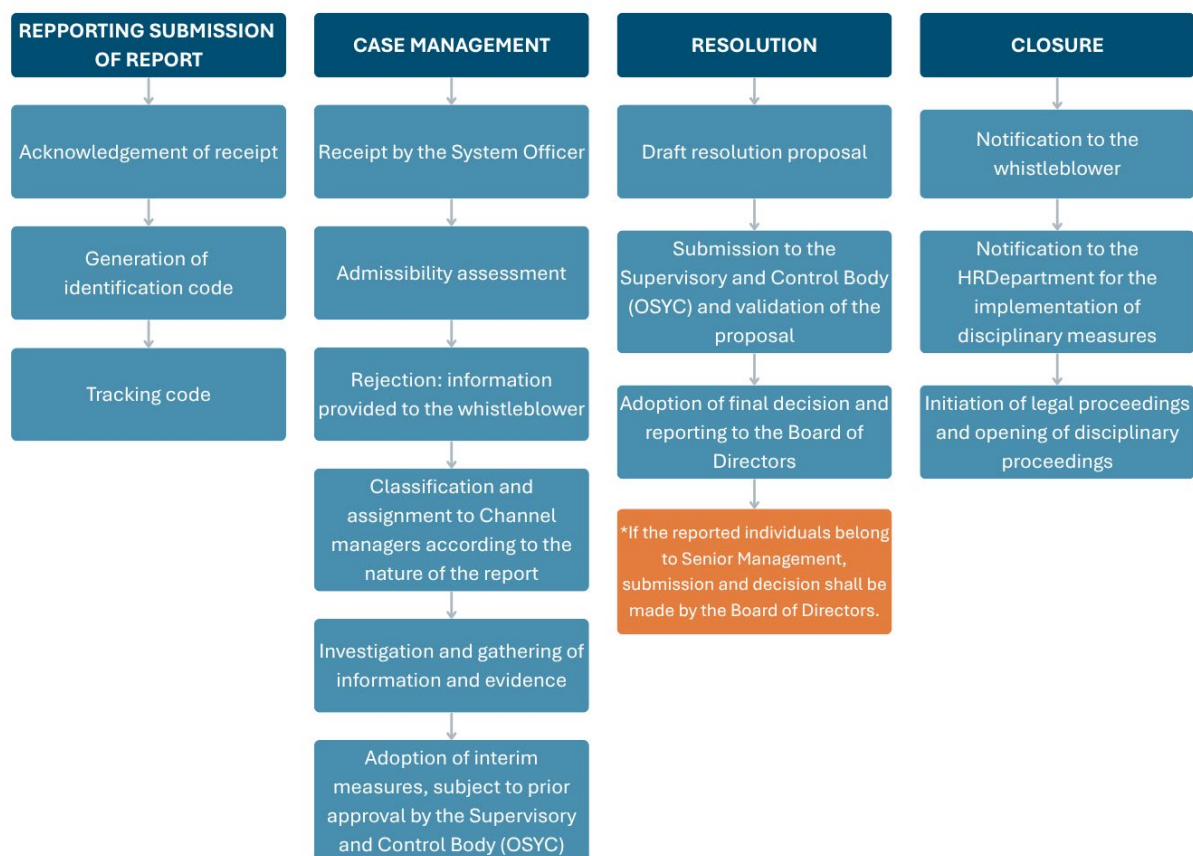 REPPORTING SUBMISSION
OF REPORT
Acknowledgement of receipt
Generation of
identification code
Tracking code
CASE MANAGEMENT
Receipt by the System Officer
Admissibility assessment
Rejection: information
provided to the whistleblower
Classification and
assignment to Channel
managers according to the
nature of the report
Investigation and gathering of
information and evidence
Adoption of interim
measures, subject to prior
approval by the Supervisory
and Control Body (OSYC)
RESOLUTION
Draft resolution proposal
Submission to the
Supervisory and Control Body
(OSYC) and validation of the
proposal
Adoption of final decision and
reporting to the Board of
Directors
*If the reported individuals belong
to Senior Management,
submission and decision shall be
made by the Board of Directors.
CLOSURE
Notification to the
whistleblower
Notification to the
HRDepartment for the
implementation of
disciplinary measures
Initiation of legal proceedings
and opening of disciplinary
proceedings